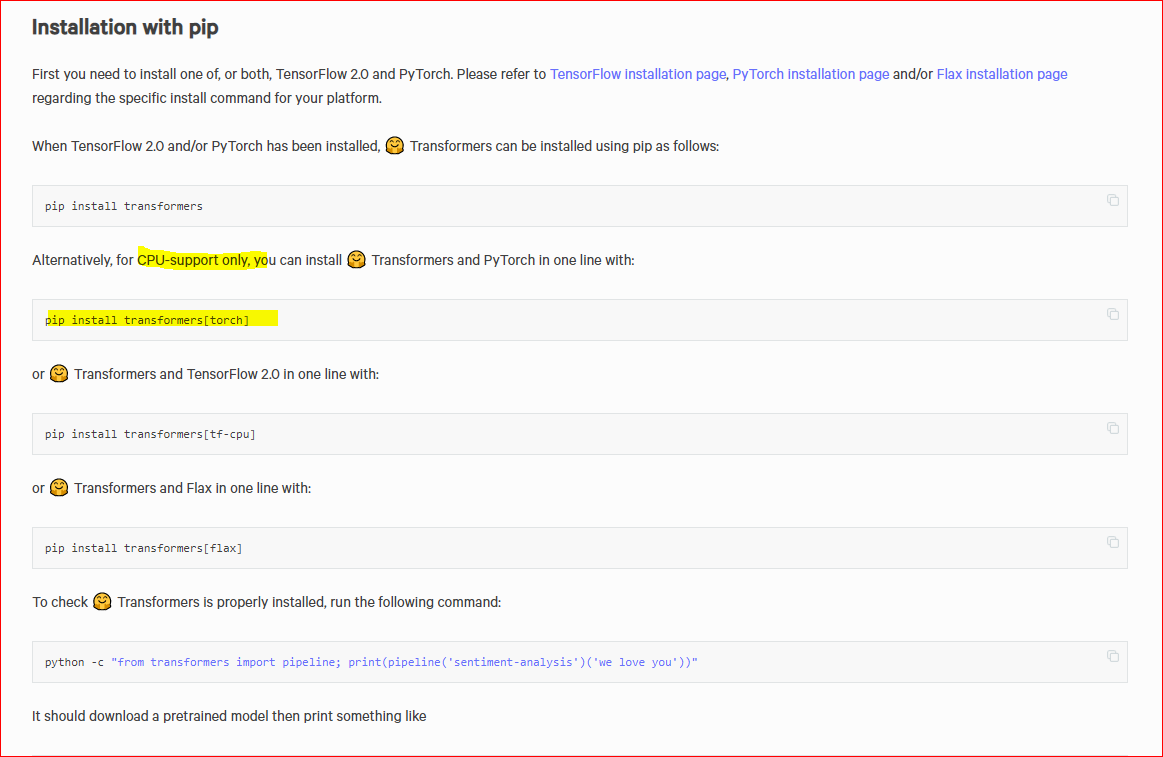 Installation with pip
First you need to install one of, or both, TensorFlow 2.0 and PyTorch. Please refer to TensorFlow installation page, PyTorch installation page and/or Flax installation page
regarding the specific install command for your platform.
When TensorFlow 2.0 and/or PyTorch has been installed, 🤗 Transformers can be installed using pip as follows:
pip install transformers
Alternatively, for CPU-support only, you can install 🤗 Transformers and PyTorch in one line with:
pip install transformers[torch]
or 🤗 Transformers and TensorFlow 2.0 in one line with:
pip install transformers[tf-cpu]
or 🤗 Transformers and Flax in one line with:
pip install transformers[flax]
To check 🤗 Transformers is properly installed, run the following command:
python -c "from transformers import pipeline; print(pipeline('sentiment-analysis')('we love you'))"
It should download a pretrained model then print something like